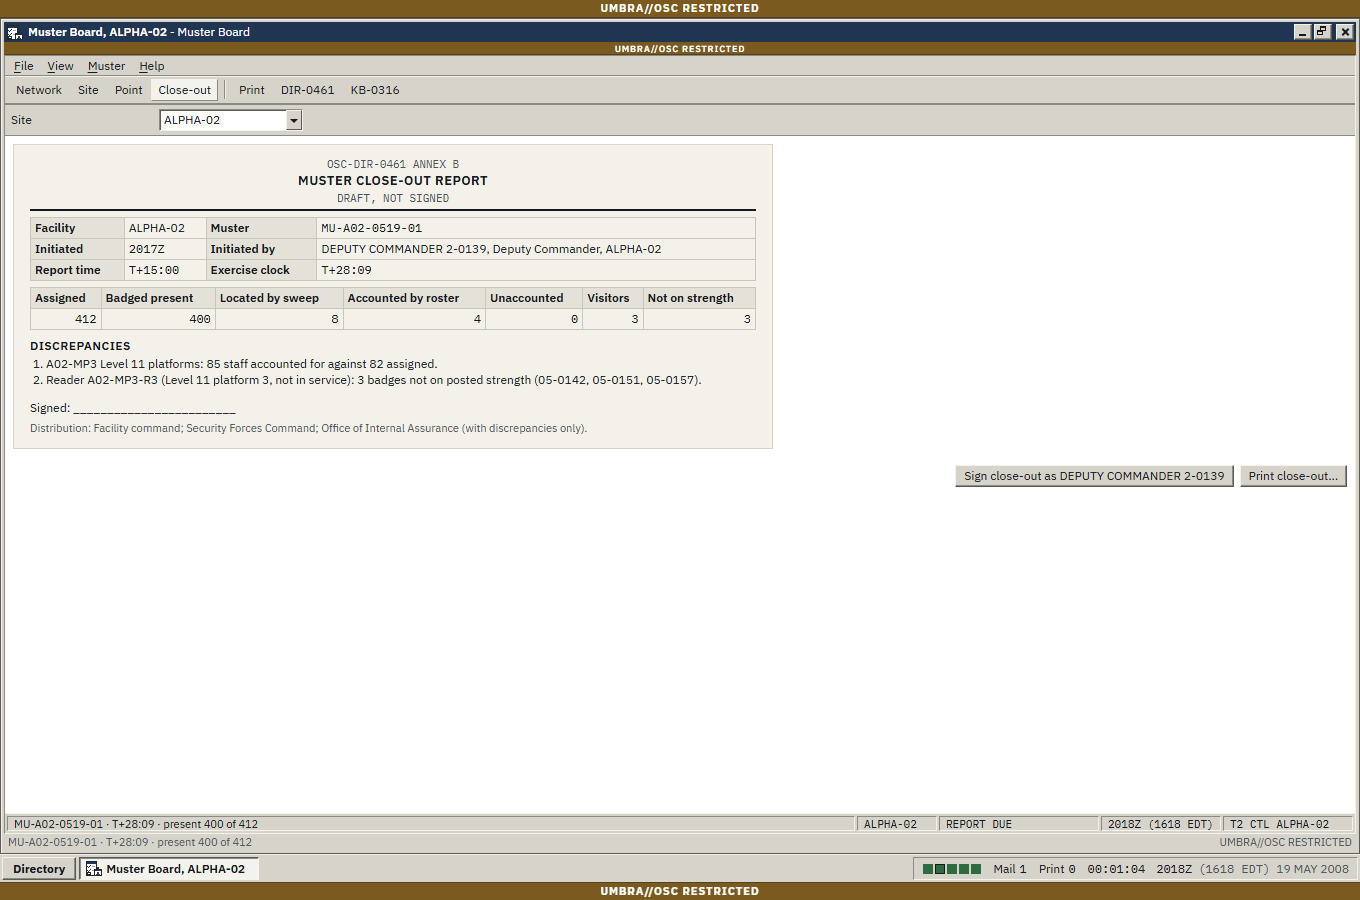 UMBRA//OSC RESTRICTED
Muster Board, ALPHA-02 - Muster Board
UMBRA//OSC RESTRICTED
File View Muster Help
Network Site Point Close-out Print DIR-0461 KB-0316
Site ALPHA-02
OSC-DIR-0461 ANNEX B
MUSTER CLOSE-OUT REPORT
DRAFT, NOT SIGNED
Facility ALPHA-02 Muster MU-A02-0519-01
Initiated 2017Z Initiated by DEPUTY COMMANDER 2-0139, Deputy Commander, ALPHA-02
Report time T+15:00 Exercise clock T+28:09
Assigned Badged present Located by sweep Accounted by roster Unaccounted Visitors Not on strength
412 400 8 4 0 3 3
DISCREPANCIES
1. A02-MP3 Level 11 platforms: 85 staff accounted for against 82 assigned.
2. Reader A02-MP3-R3 (Level 11 platform 3, not in service): 3 badges not on posted strength (05-0142, 05-0151, 05-0157).
Signed: ________________________
Distribution: Facility command; Security Forces Command; Office of Internal Assurance (with discrepancies only).
Sign close-out as DEPUTY COMMANDER 2-0139 Print close-out...
MU-A02-0519-01 · T+28:09 · present 400 of 412 ALPHA-02 REPORT DUE 2018Z (1618 EDT) T2 CTL ALPHA-02
MU-A02-0519-01 · T+28:09 · present 400 of 412 UMBRA//OSC RESTRICTED
Directory Muster Board, ALPHA-02 Mail 1 Print 0 00:01:04 2018Z (1618 EDT) 19 MAY 2008
UMBRA//OSC RESTRICTED